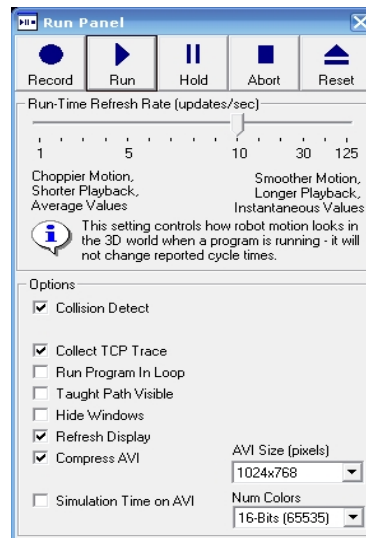 Run Panel
Record Run Hold Abort Reset
Run-Time Refresh Rate (updates/sec)
1 5 10 30 125
Choppier Motion,
Shorter Playback,
Average Values
Smoother Motion,
Longer Playback,
Instantaneous Values
This setting controls how robot motion looks in
the 3D world when a program is running - it will
not change reported cycle times.
Options
Collision Detect
Collect TCP Trace
Run Program In Loop
Taught Path Visible
Hide Windows
Refresh Display
Compress AVI
AVI Size (pixels)
1024x768
Simulation Time on AVI
Num Colors
16-Bits (65535)